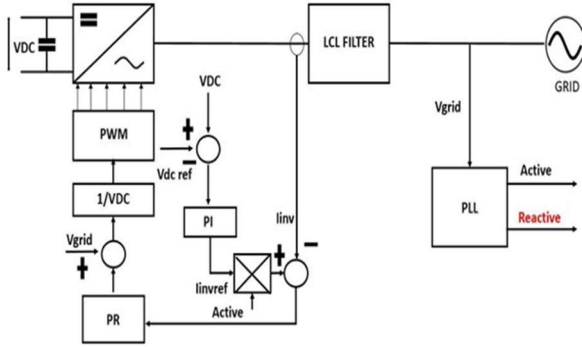 VDC
LCL FILTER
GRID
VDC
Vgrid
PWM
+
−
Vdc ref
Active
1/VDC
PLL
PI
Iinv
Reactive
Vgrid
+
+
−
Iinvref
Active
PR